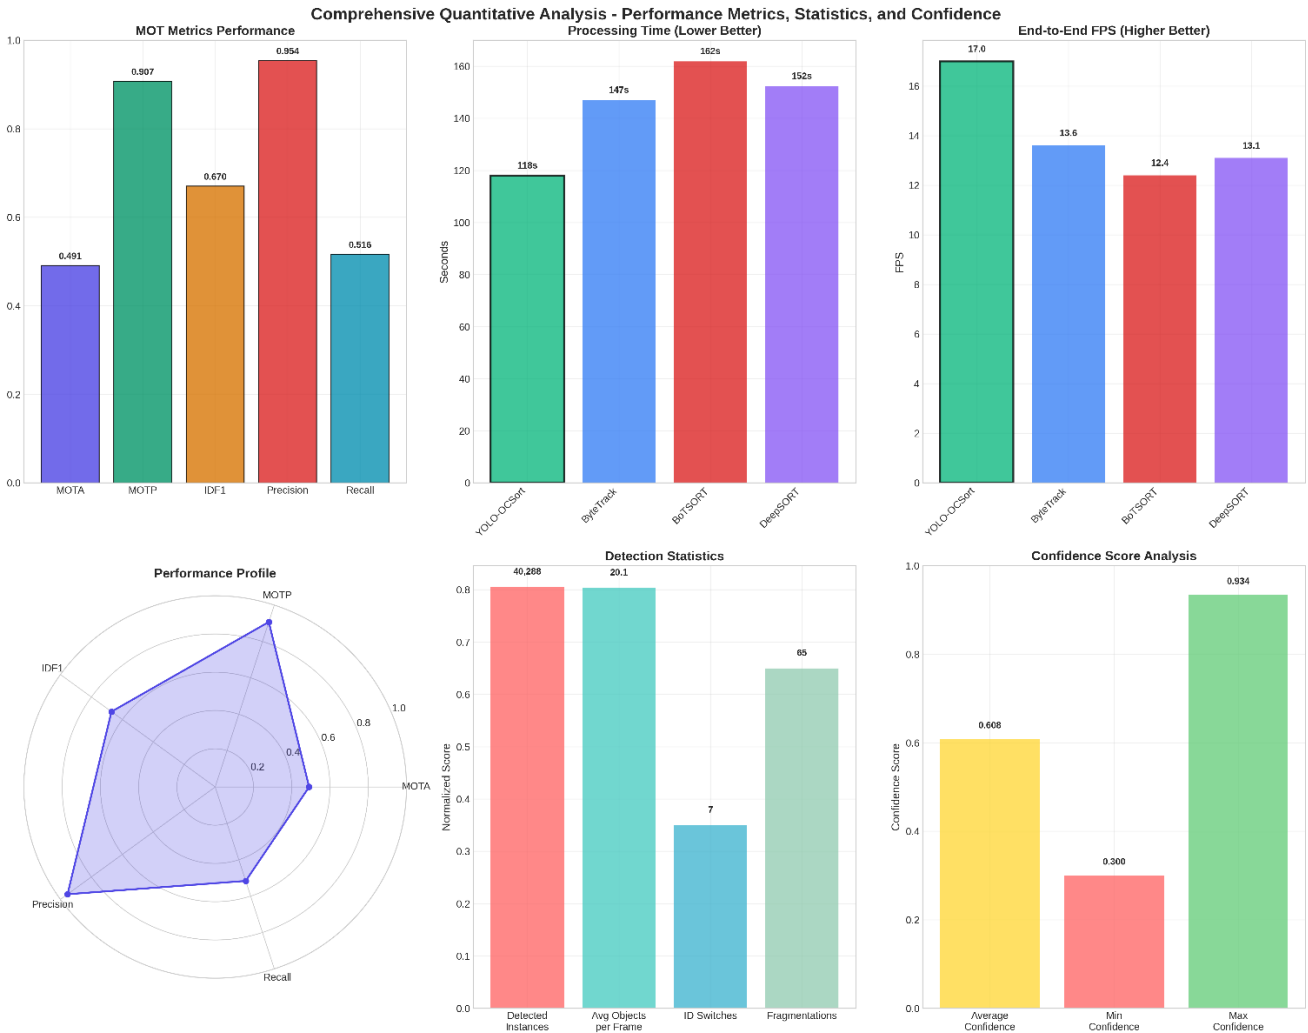 Comprehensive Quantitative Analysis - Performance Metrics, Statistics, and Confidence
MOT Metrics Performance
1.0
0.8
0.6
0.4
0.2
0.0
0.491
0.907
0.670
0.954
0.516
MOTA
MOTP
IDF1
Precision
Recall
Processing Time (Lower Better)
Seconds
160
140
120
100
80
60
40
20
0
118s
147s
162s
152s
YOLO-OCSort
ByteTrack
BoTSORT
DeepSORT
End-to-End FPS (Higher Better)
FPS
16
14
12
10
8
6
4
2
0
17.0
13.6
12.4
13.1
YOLO-OCSort
ByteTrack
BoTSORT
DeepSORT
Performance Profile
MOTP
IDF1
MOTA
Precision
Recall
0.2
0.4
0.6
0.8
1.0
Detection Statistics
Normalized Score
0.8
0.7
0.6
0.5
0.4
0.3
0.2
0.1
0.0
40,288
20.1
7
65
Detected
Instances
Avg Objects
per Frame
ID Switches
Fragmentations
Confidence Score Analysis
Confidence Score
1.0
0.8
0.6
0.4
0.2
0.0
0.608
0.300
0.934
Average
Confidence
Min
Confidence
Max
Confidence